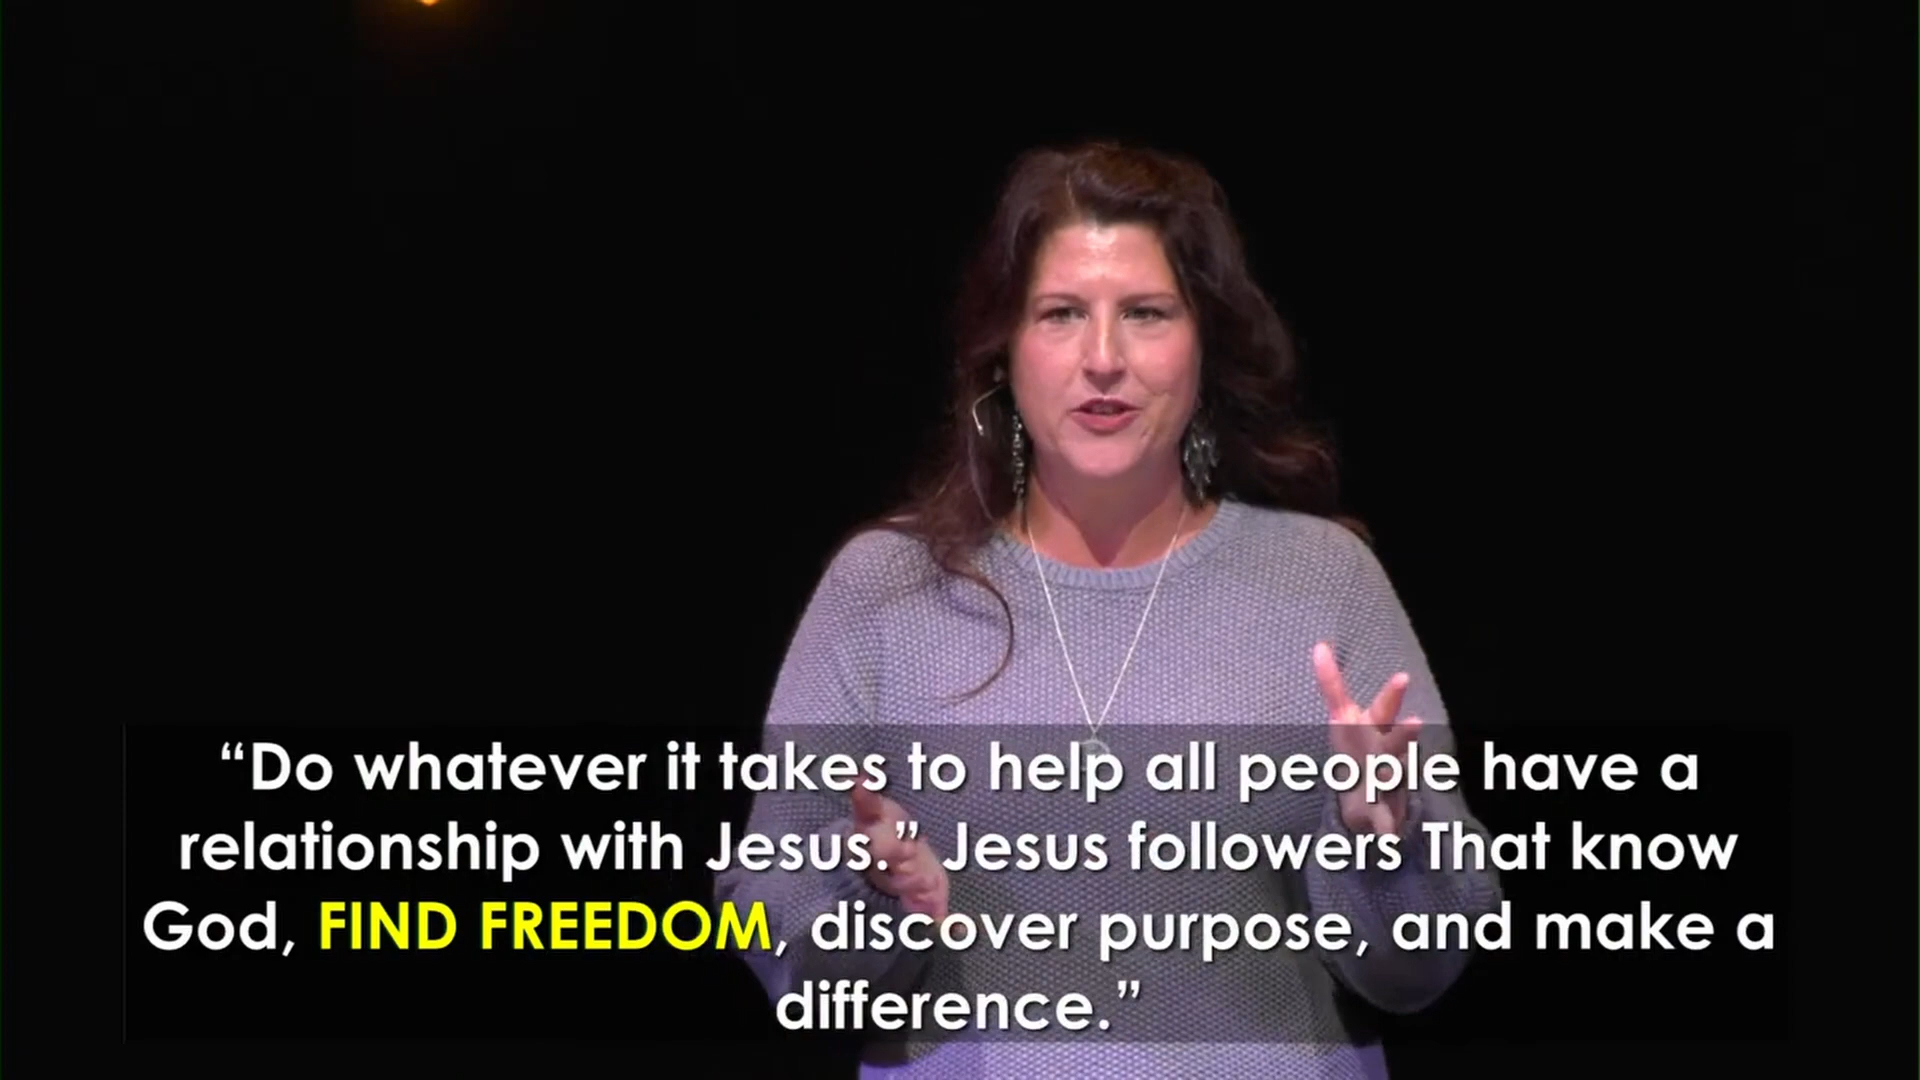 “Do whatever it takes to help all people have a
relationship with Jesus.” Jesus followers That know
God, FIND FREEDOM, discover purpose, and make a
difference.”